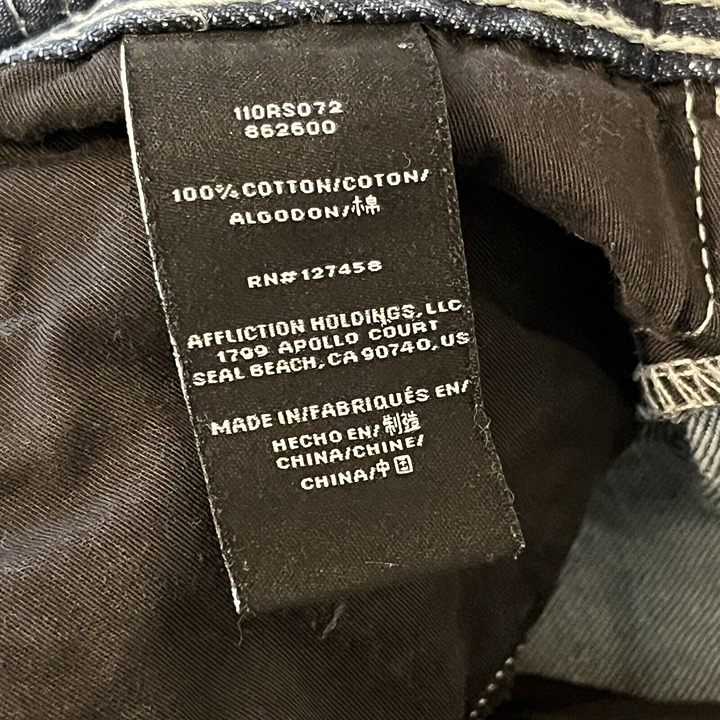 110RS072
862600
100% COTTON/COTON/
ALGODON/棉
RN#127458
AFFLICTION HOLDINGS, LLC
1799 APOLLO COURT
SEAL BEACH, CA 90740, US
MADE IN/FABRIQUÉS EN/
HECHO EN/制造
CHINA/CHINE/
CHINA/中国